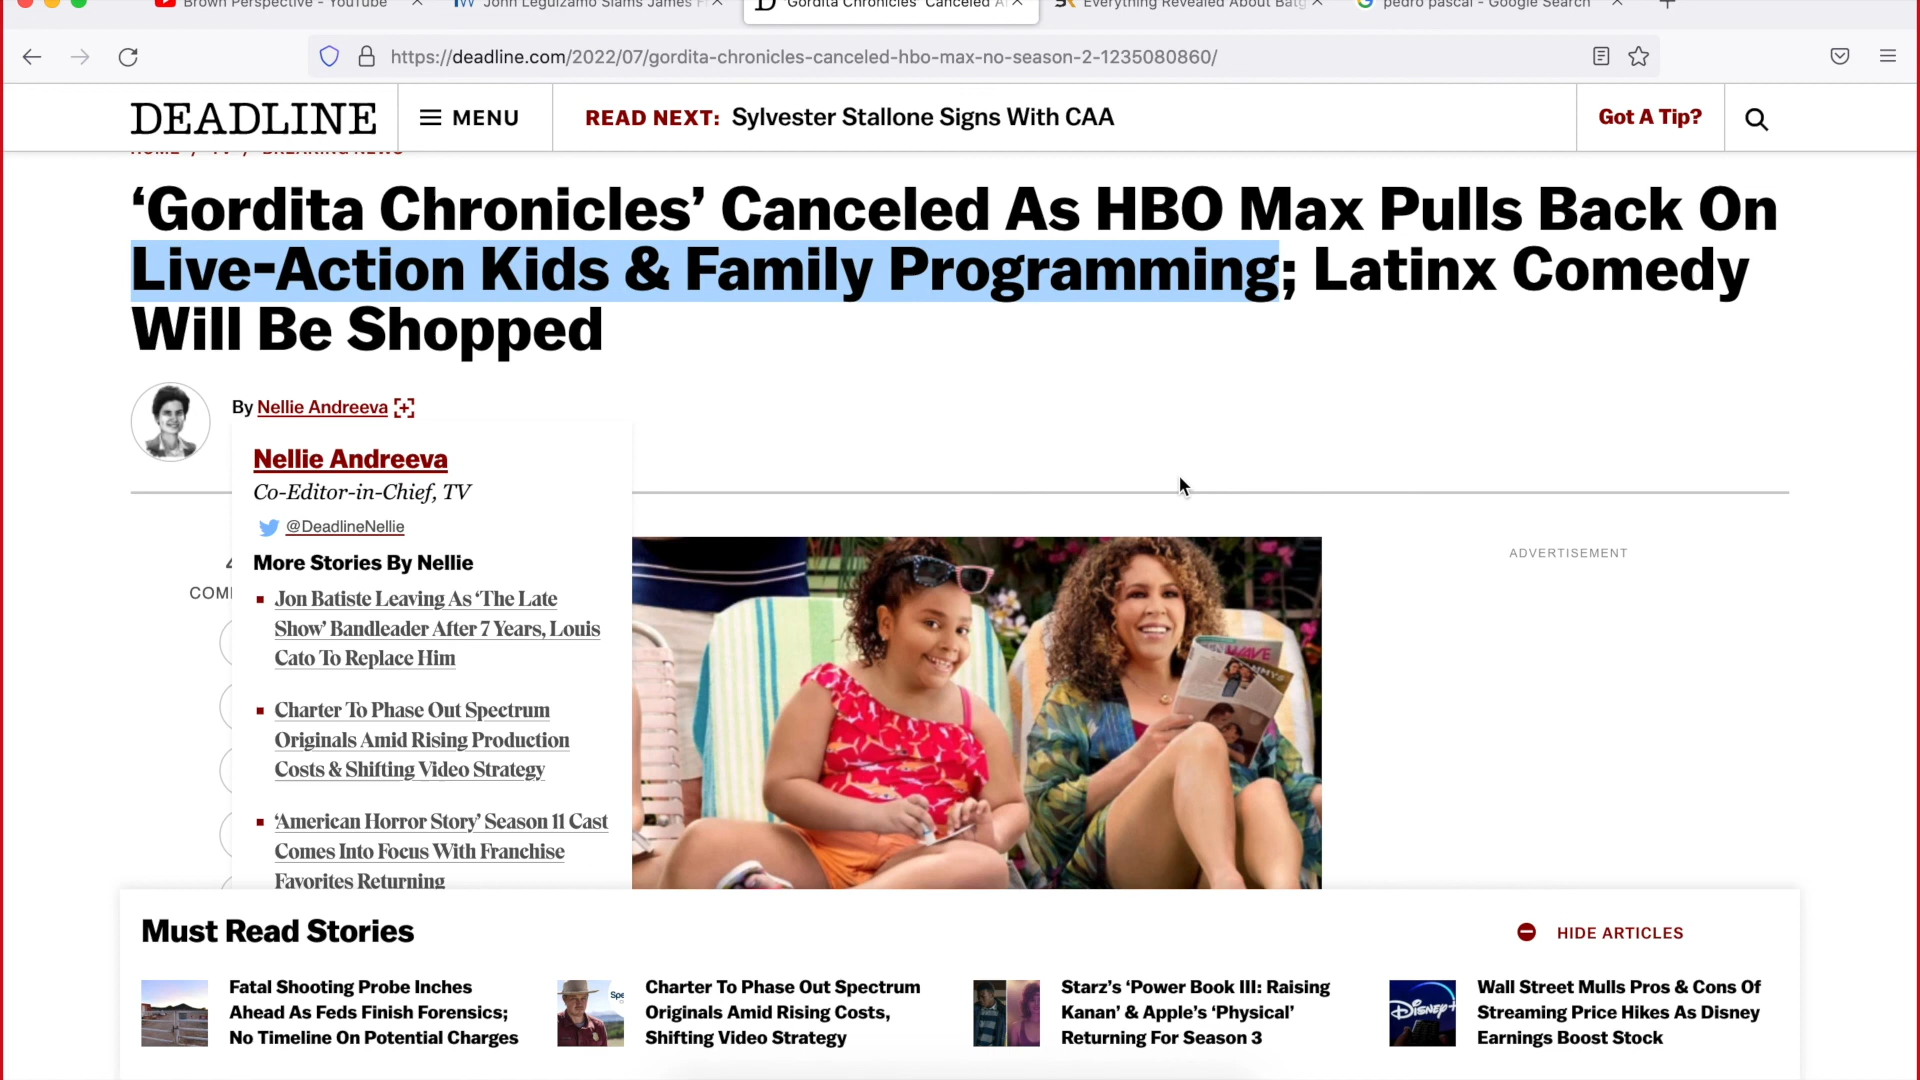 Brown Perspective - YouTube
John Leguizamo Slams James F
'Gordita Chronicles' Canceled A
Everything Revealed About Batg
pedro pascal - Google Search
https://deadline.com/2022/07/gordita-chronicles-canceled-hbo-max-no-season-2-1235080860/
DEADLINE
MENU
READ NEXT: Sylvester Stallone Signs With CAA
Got A Tip?
HOME / TV / BREAKING NEWS
‘Gordita Chronicles’ Canceled As HBO Max Pulls Back On
Live-Action Kids & Family Programming; Latinx Comedy
Will Be Shopped
By Nellie Andreeva
Nellie Andreeva
Co-Editor-in-Chief, TV
@DeadlineNellie
More Stories By Nellie
COM
Jon Batiste Leaving As ‘The Late
Show’ Bandleader After 7 Years, Louis
Cato To Replace Him
Charter To Phase Out Spectrum
Originals Amid Rising Production
Costs & Shifting Video Strategy
‘American Horror Story’ Season 11 Cast
Comes Into Focus With Franchise
Favorites Returning
WAVE
ADVERTISEMENT
Must Read Stories
HIDE ARTICLES
Fatal Shooting Probe Inches
Ahead As Feds Finish Forensics;
No Timeline On Potential Charges
Spe
Charter To Phase Out Spectrum
Originals Amid Rising Costs,
Shifting Video Strategy
Starz’s ‘Power Book III: Raising
Kanan’ & Apple’s ‘Physical’
Returning For Season 3
Disney+
Wall Street Mulls Pros & Cons Of
Streaming Price Hikes As Disney
Earnings Boost Stock